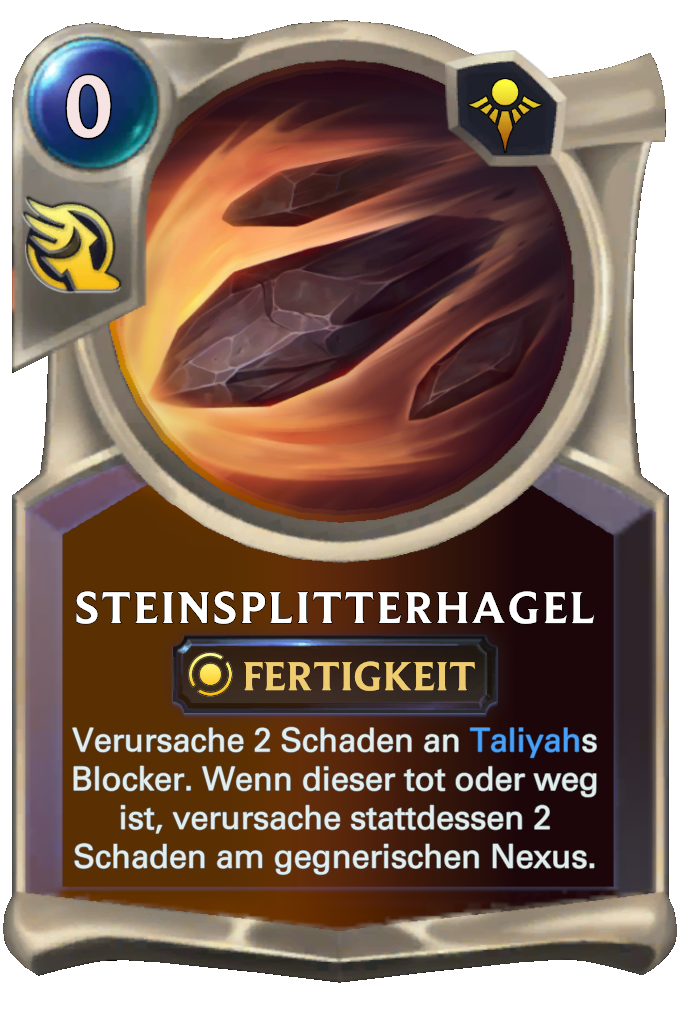 0
STEINSPLITTERHAGEL
FERTIGKEIT
Verursache 2 Schaden an Taliyahs
Blocker. Wenn dieser tot oder weg
ist, verursache stattdessen 2
Schaden am gegnerischen Nexus.